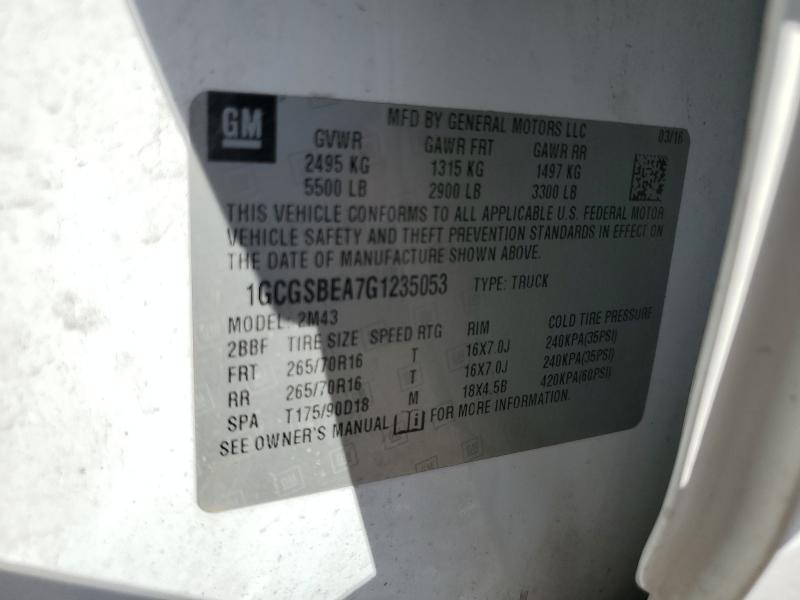 GM
MFD BY GENERAL MOTORS LLC
03/16
GVWR GAWR FRT GAWR RR
2495 KG 1315 KG 1497 KG
5500 LB 2900 LB 3300 LB
THIS VEHICLE CONFORMS TO ALL APPLICABLE U.S. FEDERAL MOTOR
VEHICLE SAFETY AND THEFT PREVENTION STANDARDS IN EFFECT ON
THE DATE OF MANUFACTURE SHOWN ABOVE.
1GCGSBEA7G1235053 TYPE: TRUCK
MODEL: 2M43
2BBF TIRE SIZE SPEED RTG RIM COLD TIRE PRESSURE
FRT 265/70R16 T 16X7.0J 240KPA(35PSI)
RR 265/70R16 T 16X7.0J 240KPA(35PSI)
SPA T175/90D18 M 18X4.5B 420KPA(60PSI)
SEE OWNER'S MANUAL FOR MORE INFORMATION.